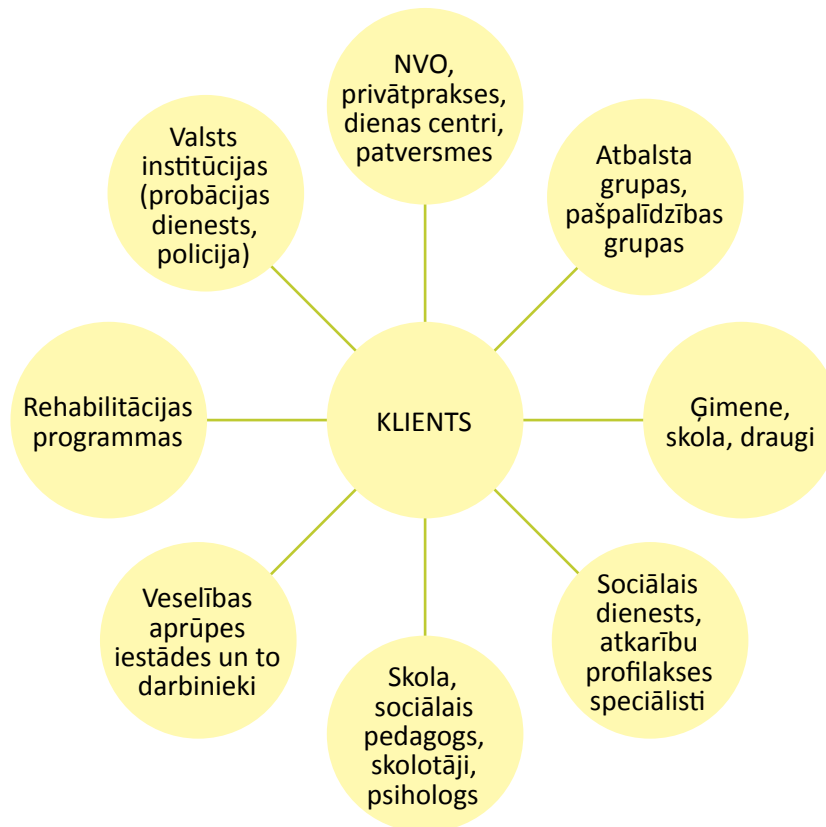 NVO,
privātprakses,
dienas centri,
patversmes
Atbalsta
grupas,
pašpalīdzības
grupas
Ģimene,
skola, draugi
Sociālais
dienests,
atkarību
profilakses
speciālisti
Skola,
sociālais
pedagogs,
skolotāji,
psihologs
Veselības
aprūpes
iestādes un to
darbinieki
Rehabilitācijas
programmas
Valsts
institūcijas
(probācijas
dienests,
policija)
KLIENTS